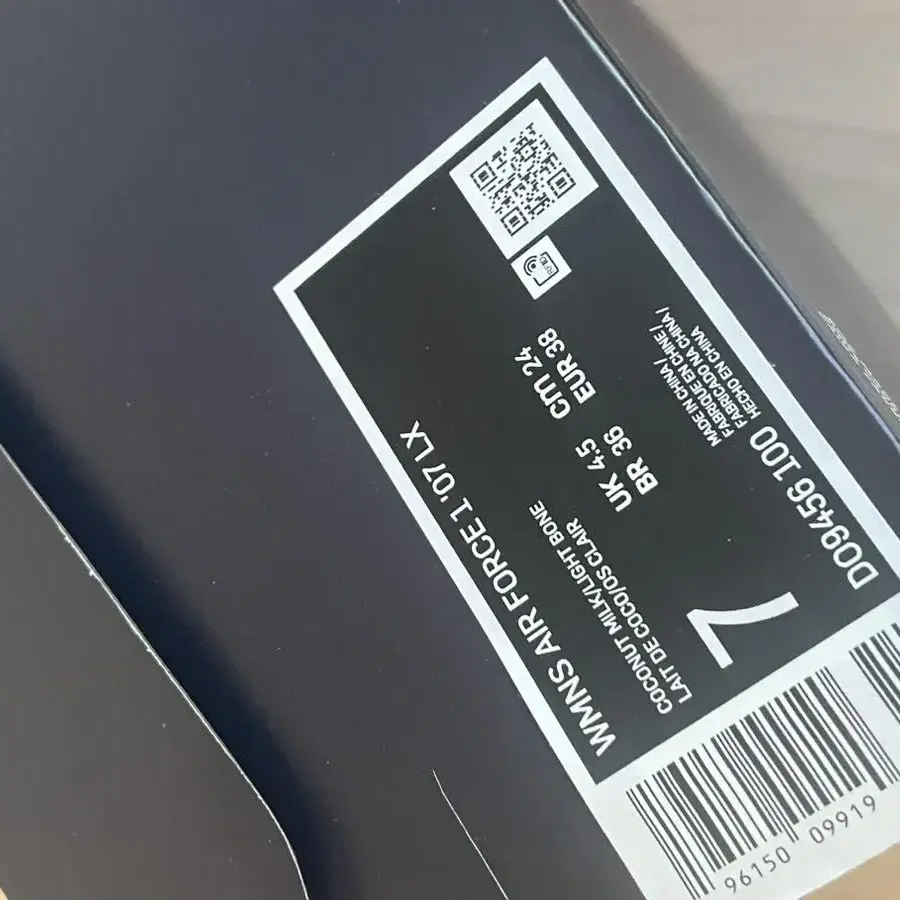 WMNS AIR FORCE 1 '07 LX
COCONUT MILK/LIGHT BONE
LAIT DE COCO/OS CLAIR
7
UK 4.5
cm 24
BR 36
EUR 38
RFID
MADE IN CHINA/
FABRIQUE EN CHINE/
FABRICADO NA CHINA/
HECHO EN CHINA
DO9456 100
96150 09919